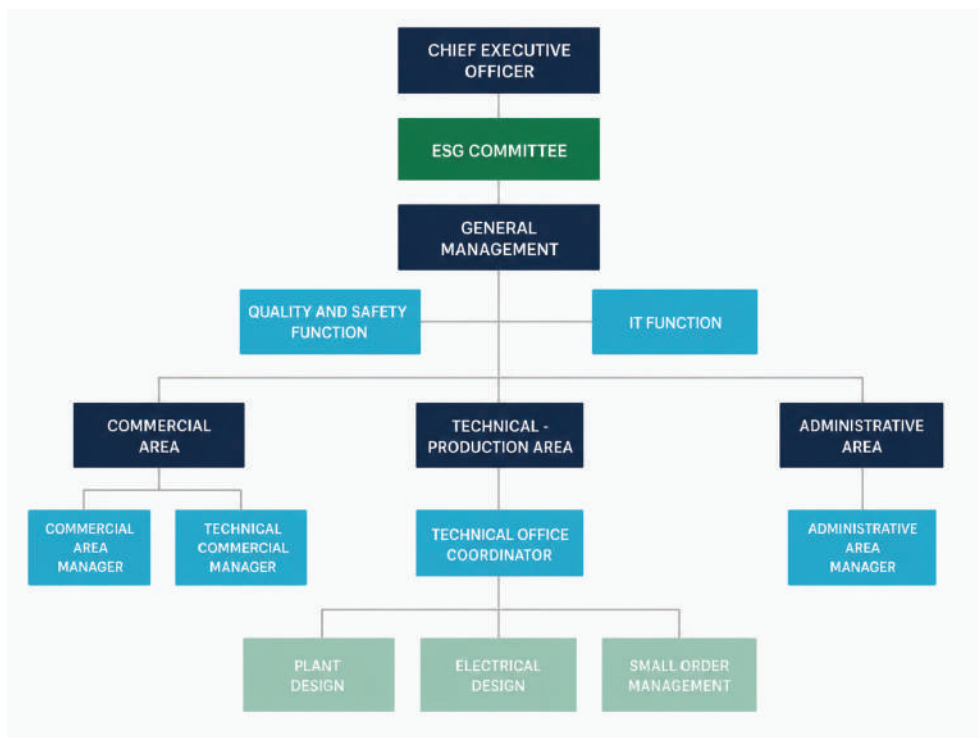 CHIEF EXECUTIVE
OFFICER
ESG COMMITTEE
GENERAL
MANAGEMENT
QUALITY AND SAFETY
FUNCTION
IT FUNCTION
COMMERCIAL
AREA
TECHNICAL -
PRODUCTION AREA
ADMINISTRATIVE
AREA
COMMERCIAL
AREA
MANAGER
TECHNICAL
COMMERCIAL
MANAGER
TECHNICAL OFFICE
COORDINATOR
ADMINISTRATIVE
AREA
MANAGER
PLANT
DESIGN
ELECTRICAL
DESIGN
SMALL ORDER
MANAGEMENT